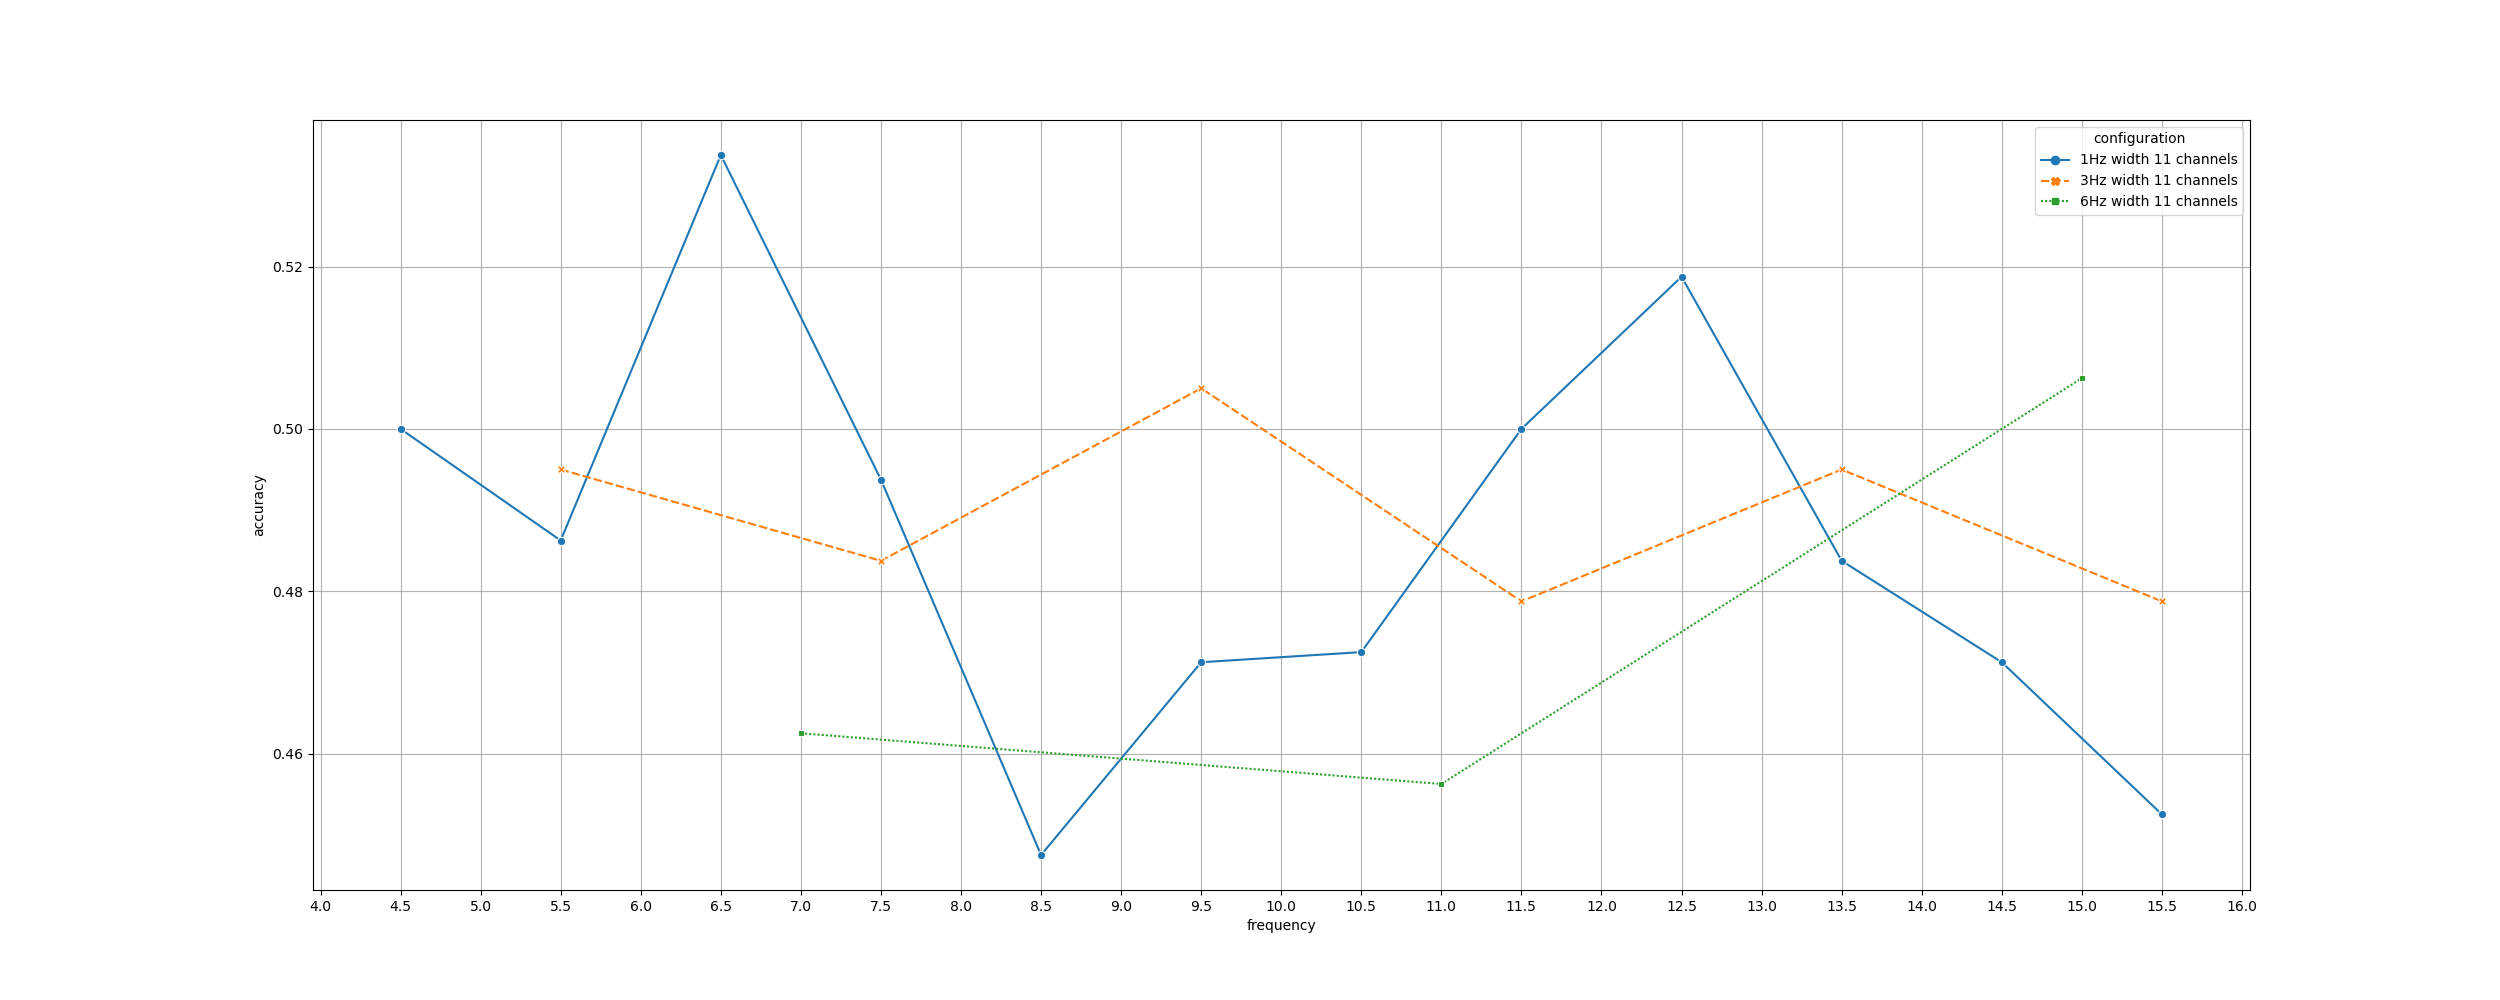 configuration
1Hz width 11 channels
3Hz width 11 channels
6Hz width 11 channels
0.52
0.50
0.48
0.46
accuracy
4.0 4.5 5.0 5.5 6.0 6.5 7.0 7.5 8.0 8.5 9.0 9.5 10.0 10.5 11.0 11.5 12.0 12.5 13.0 13.5 14.0 14.5 15.0 15.5 16.0
frequency